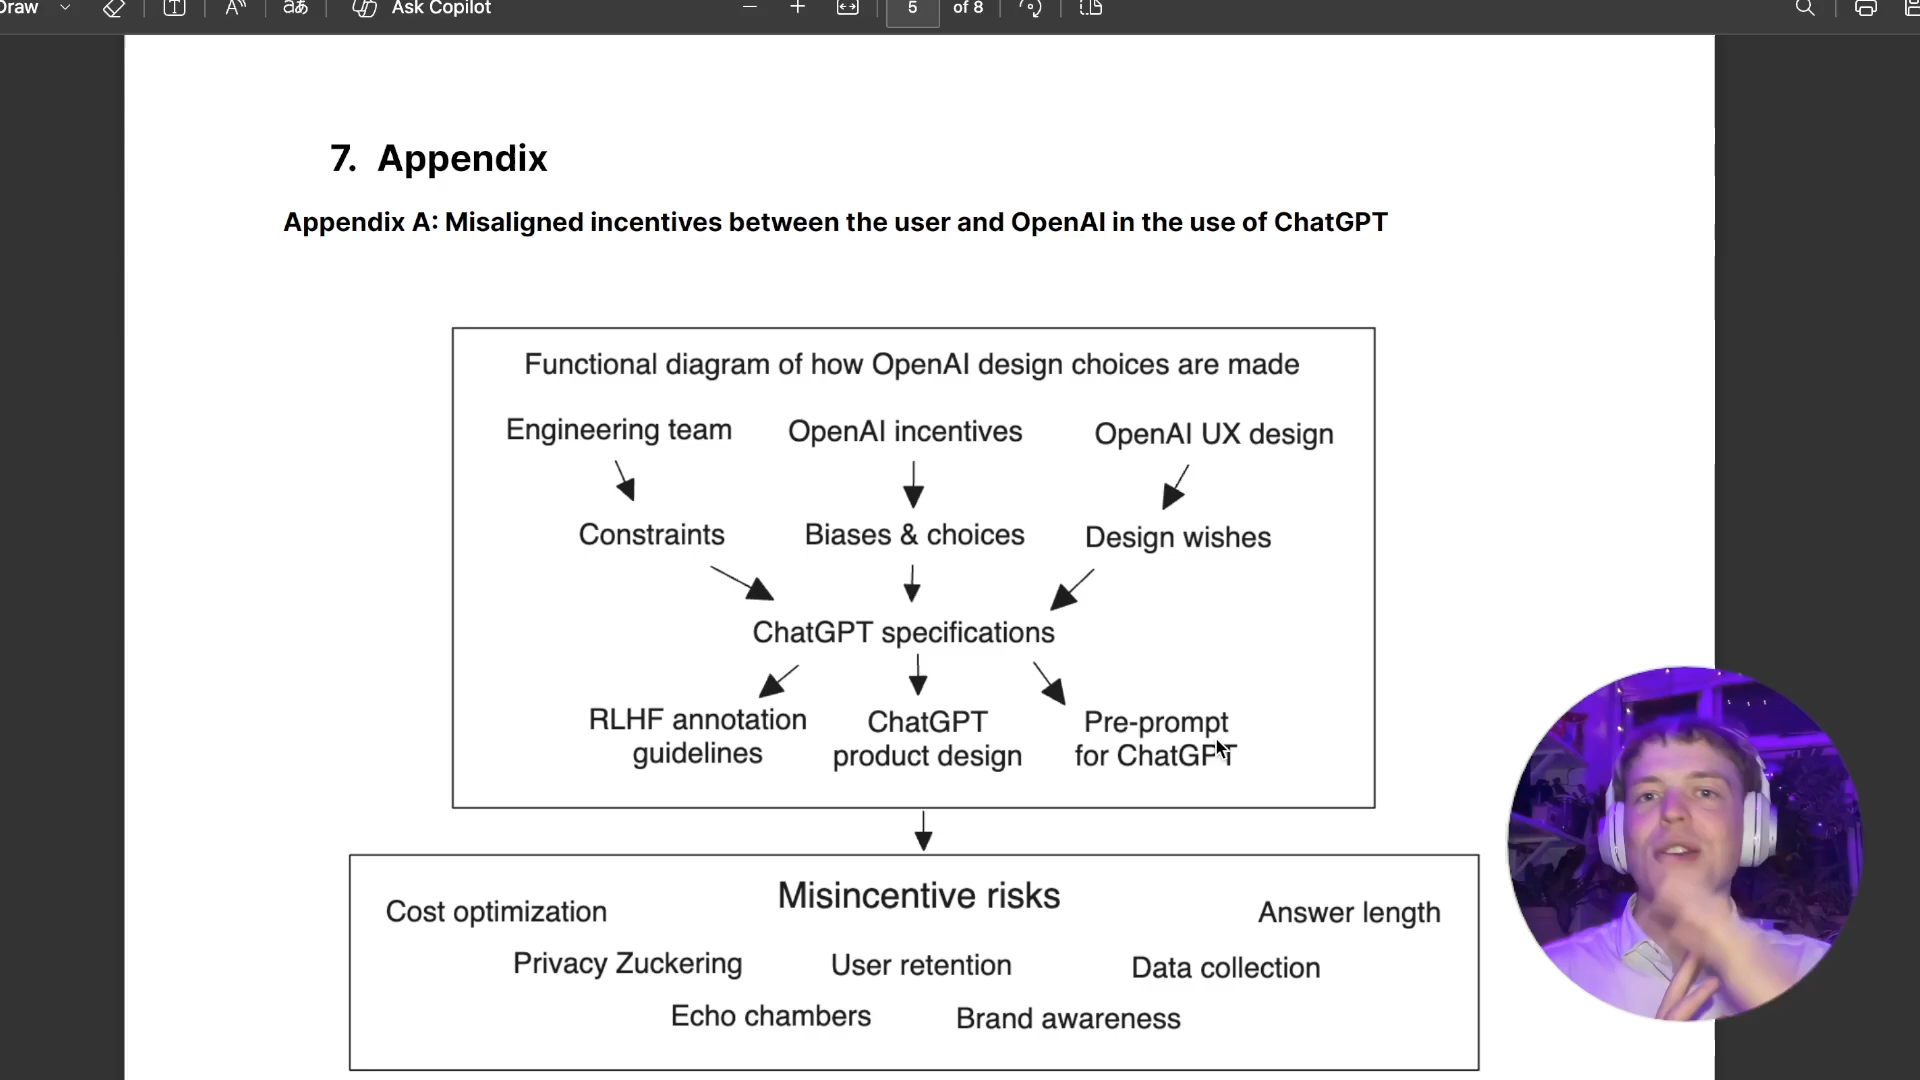 Draw
Ask Copilot
5 of 8
7. Appendix
Appendix A: Misaligned incentives between the user and OpenAI in the use of ChatGPT
Functional diagram of how OpenAI design choices are made
Engineering team OpenAI incentives OpenAI UX design
Constraints Biases & choices Design wishes
ChatGPT specifications
RLHF annotation guidelines
ChatGPT product design
Pre-prompt for ChatGPT
Misincentive risks
Cost optimization Answer length
Privacy Zuckering User retention Data collection
Echo chambers Brand awareness